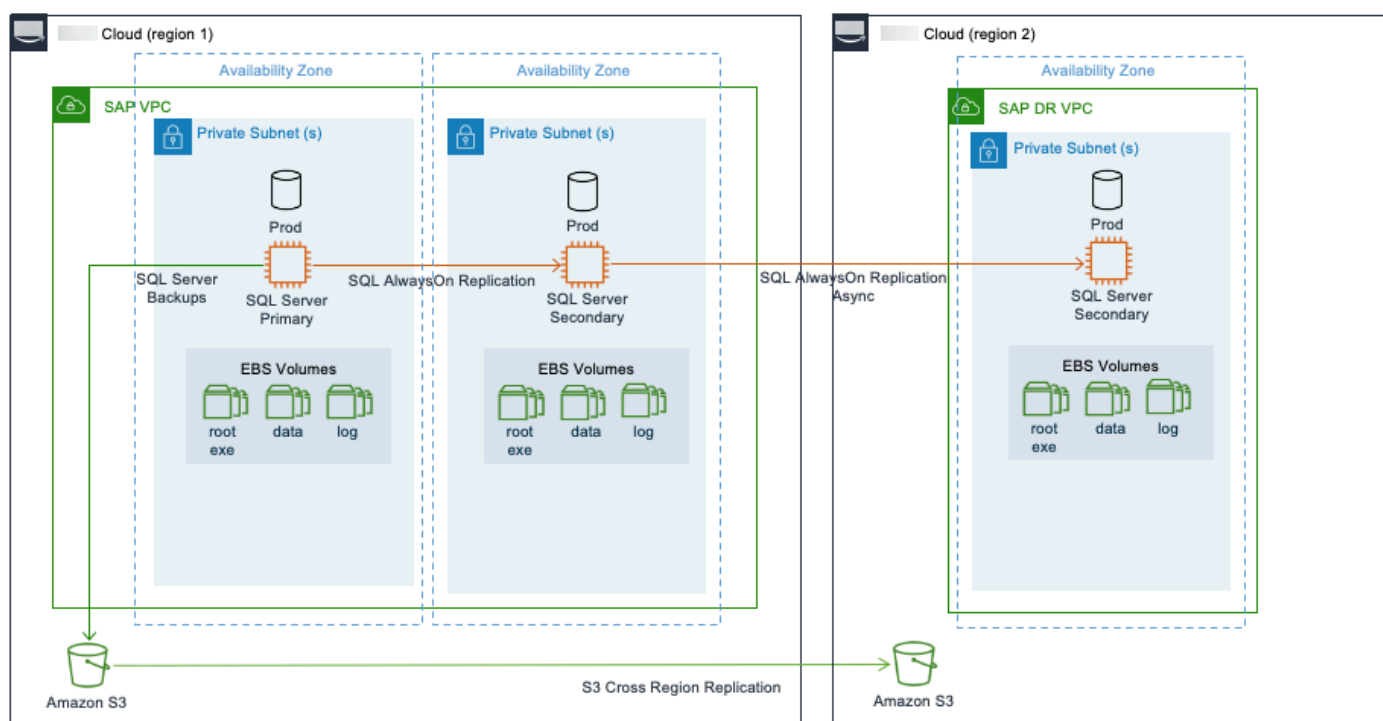 Cloud (region 1)
Cloud (region 2)
Availability Zone
Availability Zone
Availability Zone
SAP VPC
SAP DR VPC
Private Subnet (s)
Private Subnet (s)
Private Subnet (s)
Prod
Prod
Prod
SQL Server
Backups
SQL Server
Primary
SQL AlwaysOn Replication
SQL Server
Secondary
SQL AlwaysOn Replication
Async
SQL Server
Secondary
EBS Volumes
root
exe
data
log
EBS Volumes
root
exe
data
log
EBS Volumes
root
exe
data
log
Amazon S3
S3 Cross Region Replication
Amazon S3